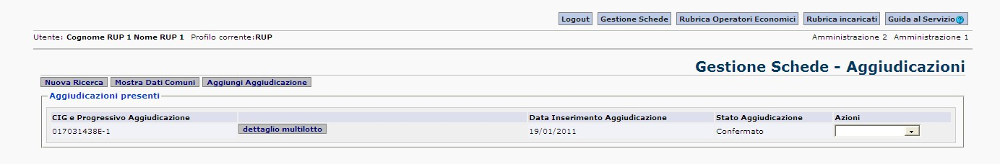 Logout Gestione Schede Rubrica Operatori Economici Rubrica incaricati Guida al Servizio ?
Utente: Cognome RUP 1 Nome RUP 1 Profilo corrente:RUP Amministrazione 2 Amministrazione 1
Gestione Schede - Aggiudicazioni
Nuova Ricerca Mostra Dati Comuni Aggiungi Aggiudicazione
Aggiudicazioni presenti
CIG e Progressivo Aggiudicazione Data Inserimento Aggiudicazione Stato Aggiudicazione Azioni
017031438E-1 dettaglio multilotto 19/01/2011 Confermato